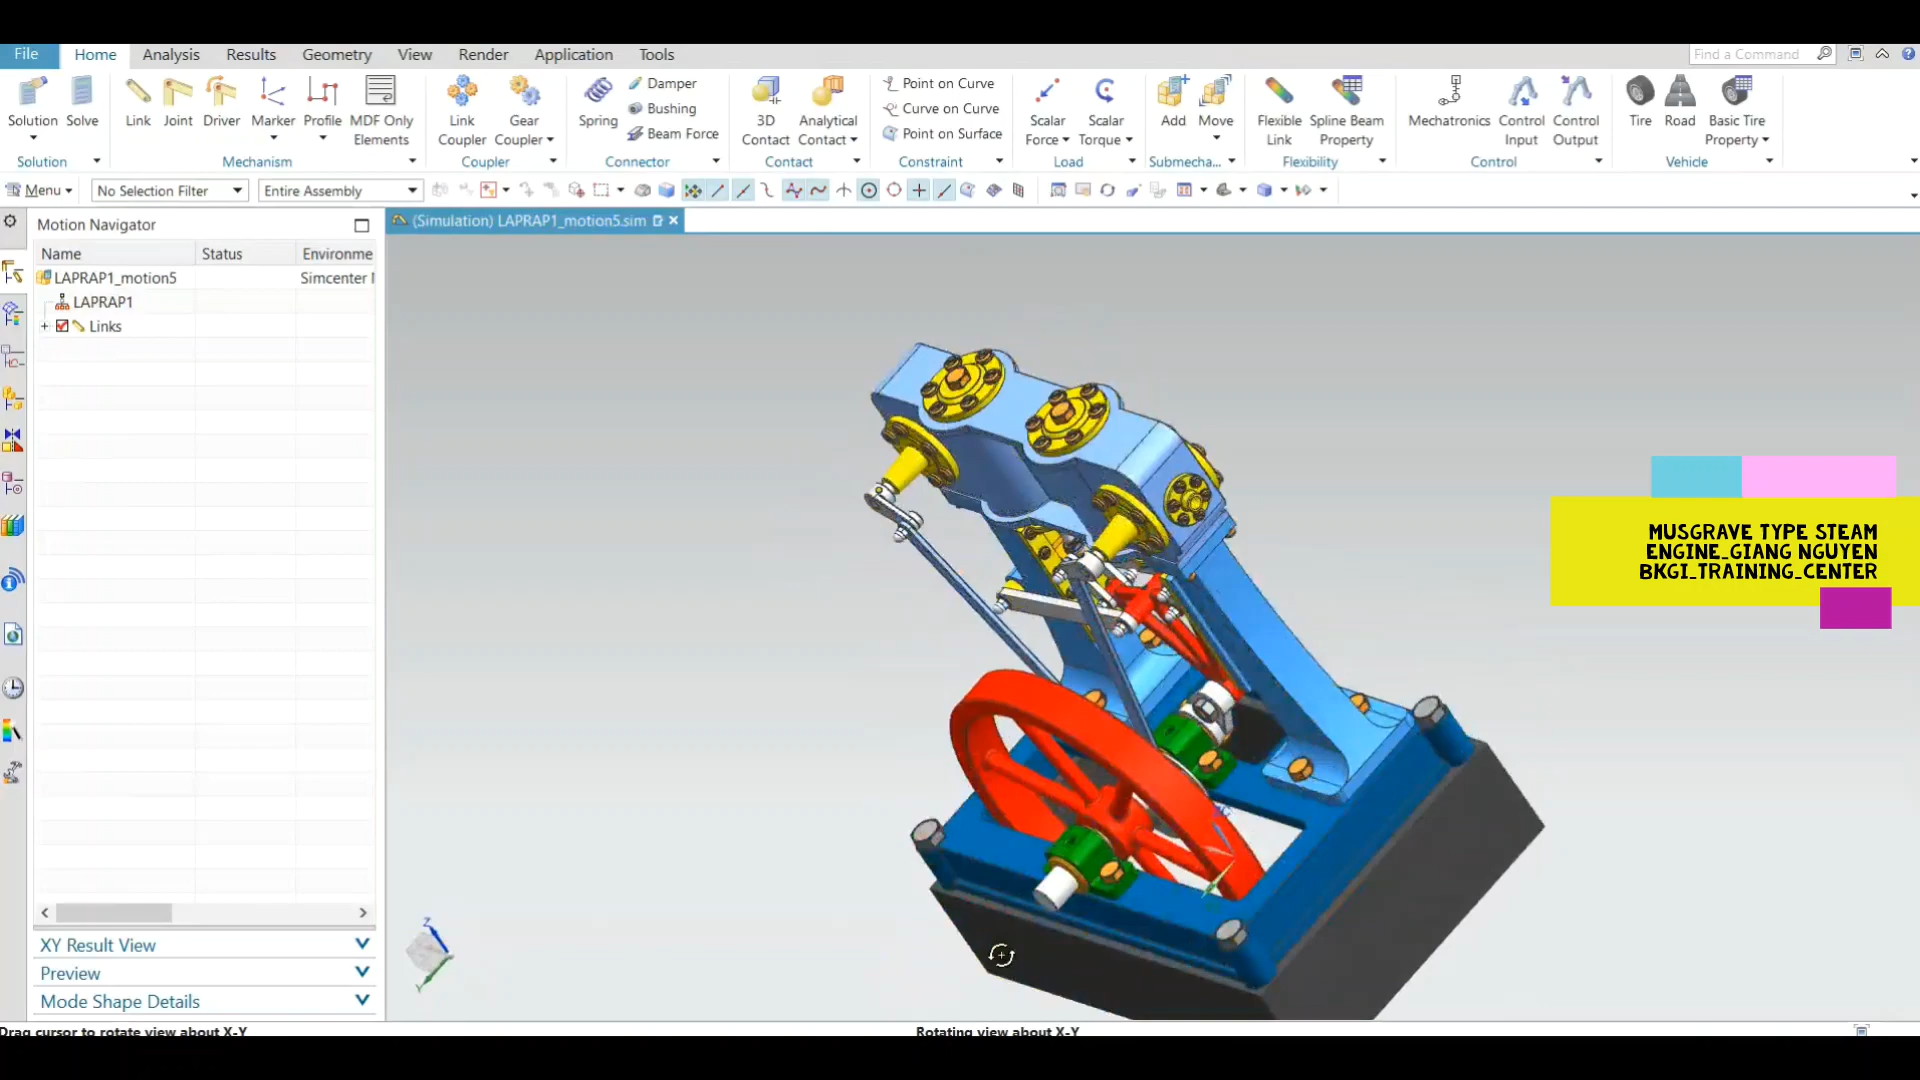 File Home Analysis Results Geometry View Render Application Tools
Find a Command
Solution Solve Link Joint Driver Marker Profile MDF Only Elements
Link Coupler Gear Coupler
Spring Damper Bushing Beam Force
3D Contact Analytical Contact
Point on Curve
Curve on Curve
Point on Surface
Scalar Force Scalar Torque
Add Move
Flexible Link Spline Beam Property
Mechatronics Control Input Control Output
Tire Road Basic Tire Property
Solution Mechanism Coupler Connector Contact Constraint Load Submecha... Flexibility Control Vehicle
Menu No Selection Filter Entire Assembly
Motion Navigator
(Simulation) LAPRAP1_motion5.sim
Name Status Environme
LAPRAP1_motion5 Simcenter
LAPRAP1
Links
MUSGRAVE TYPE STEAM
ENGINE_GIANG NGUYEN
BKGI_TRAINING_CENTER
Z
Y
XY Result View
Preview
Mode Shape Details
Drag cursor to rotate view about X-Y
Rotating view about X-Y